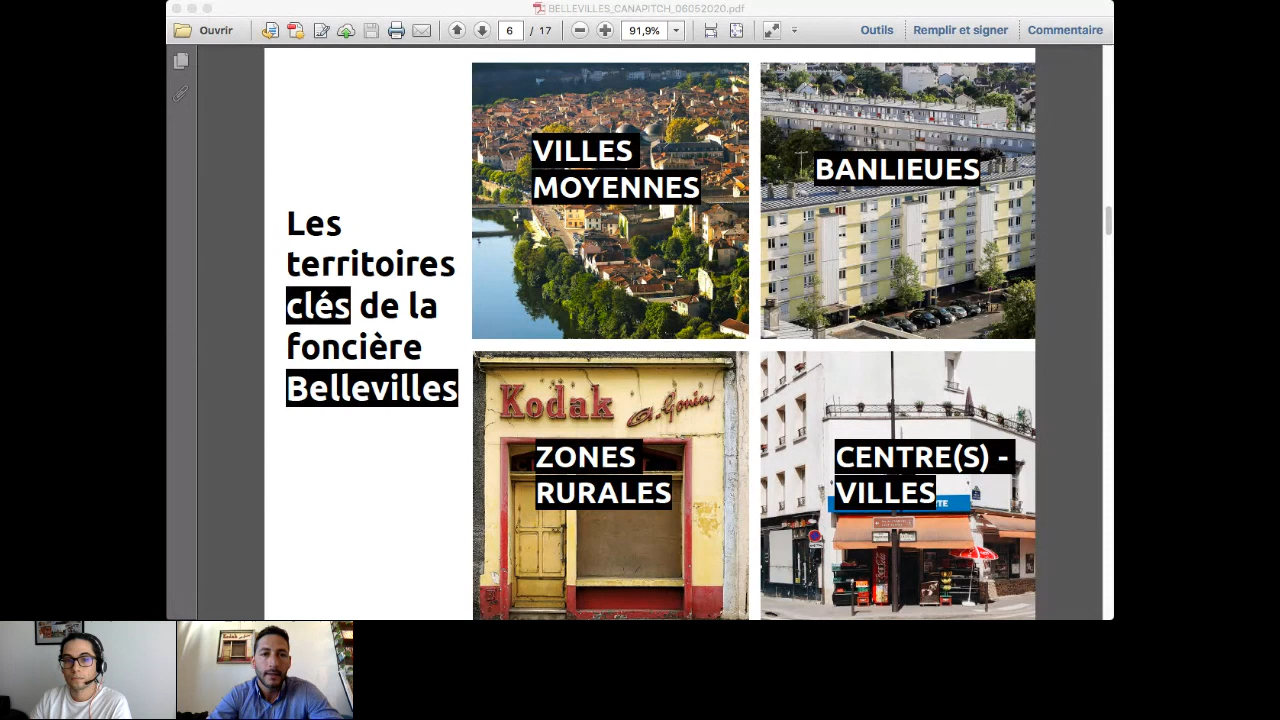 BELLEVILLES_CANAPITCH_06052020.pdf
Ouvrir
6 / 17
91,9%
Outils
Remplir et signer
Commentaire
Les
territoires
clés de la
foncière
Bellevilles
VILLES
MOYENNES
BANLIEUES
Kodak G. Gonin
ZONES
RURALES
CENTRE(S) -
VILLES